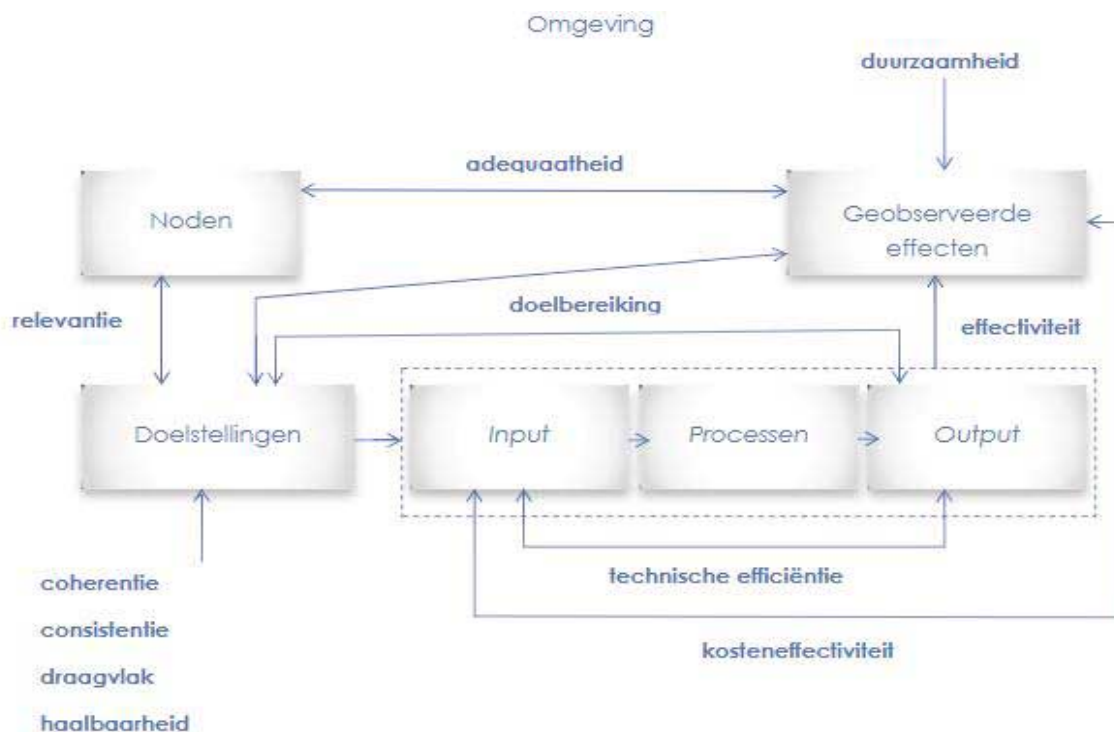 Omgeving
duurzaamheid
adequaatheid
Noden
Geobserveerde
effecten
relevantie
doelbereiking
effectiviteit
Doelstellingen
Input
Processen
Output
technische efficiëntie
kosteneffectiviteit
coherentie
consistentie
draagvlak
haalbaarheid